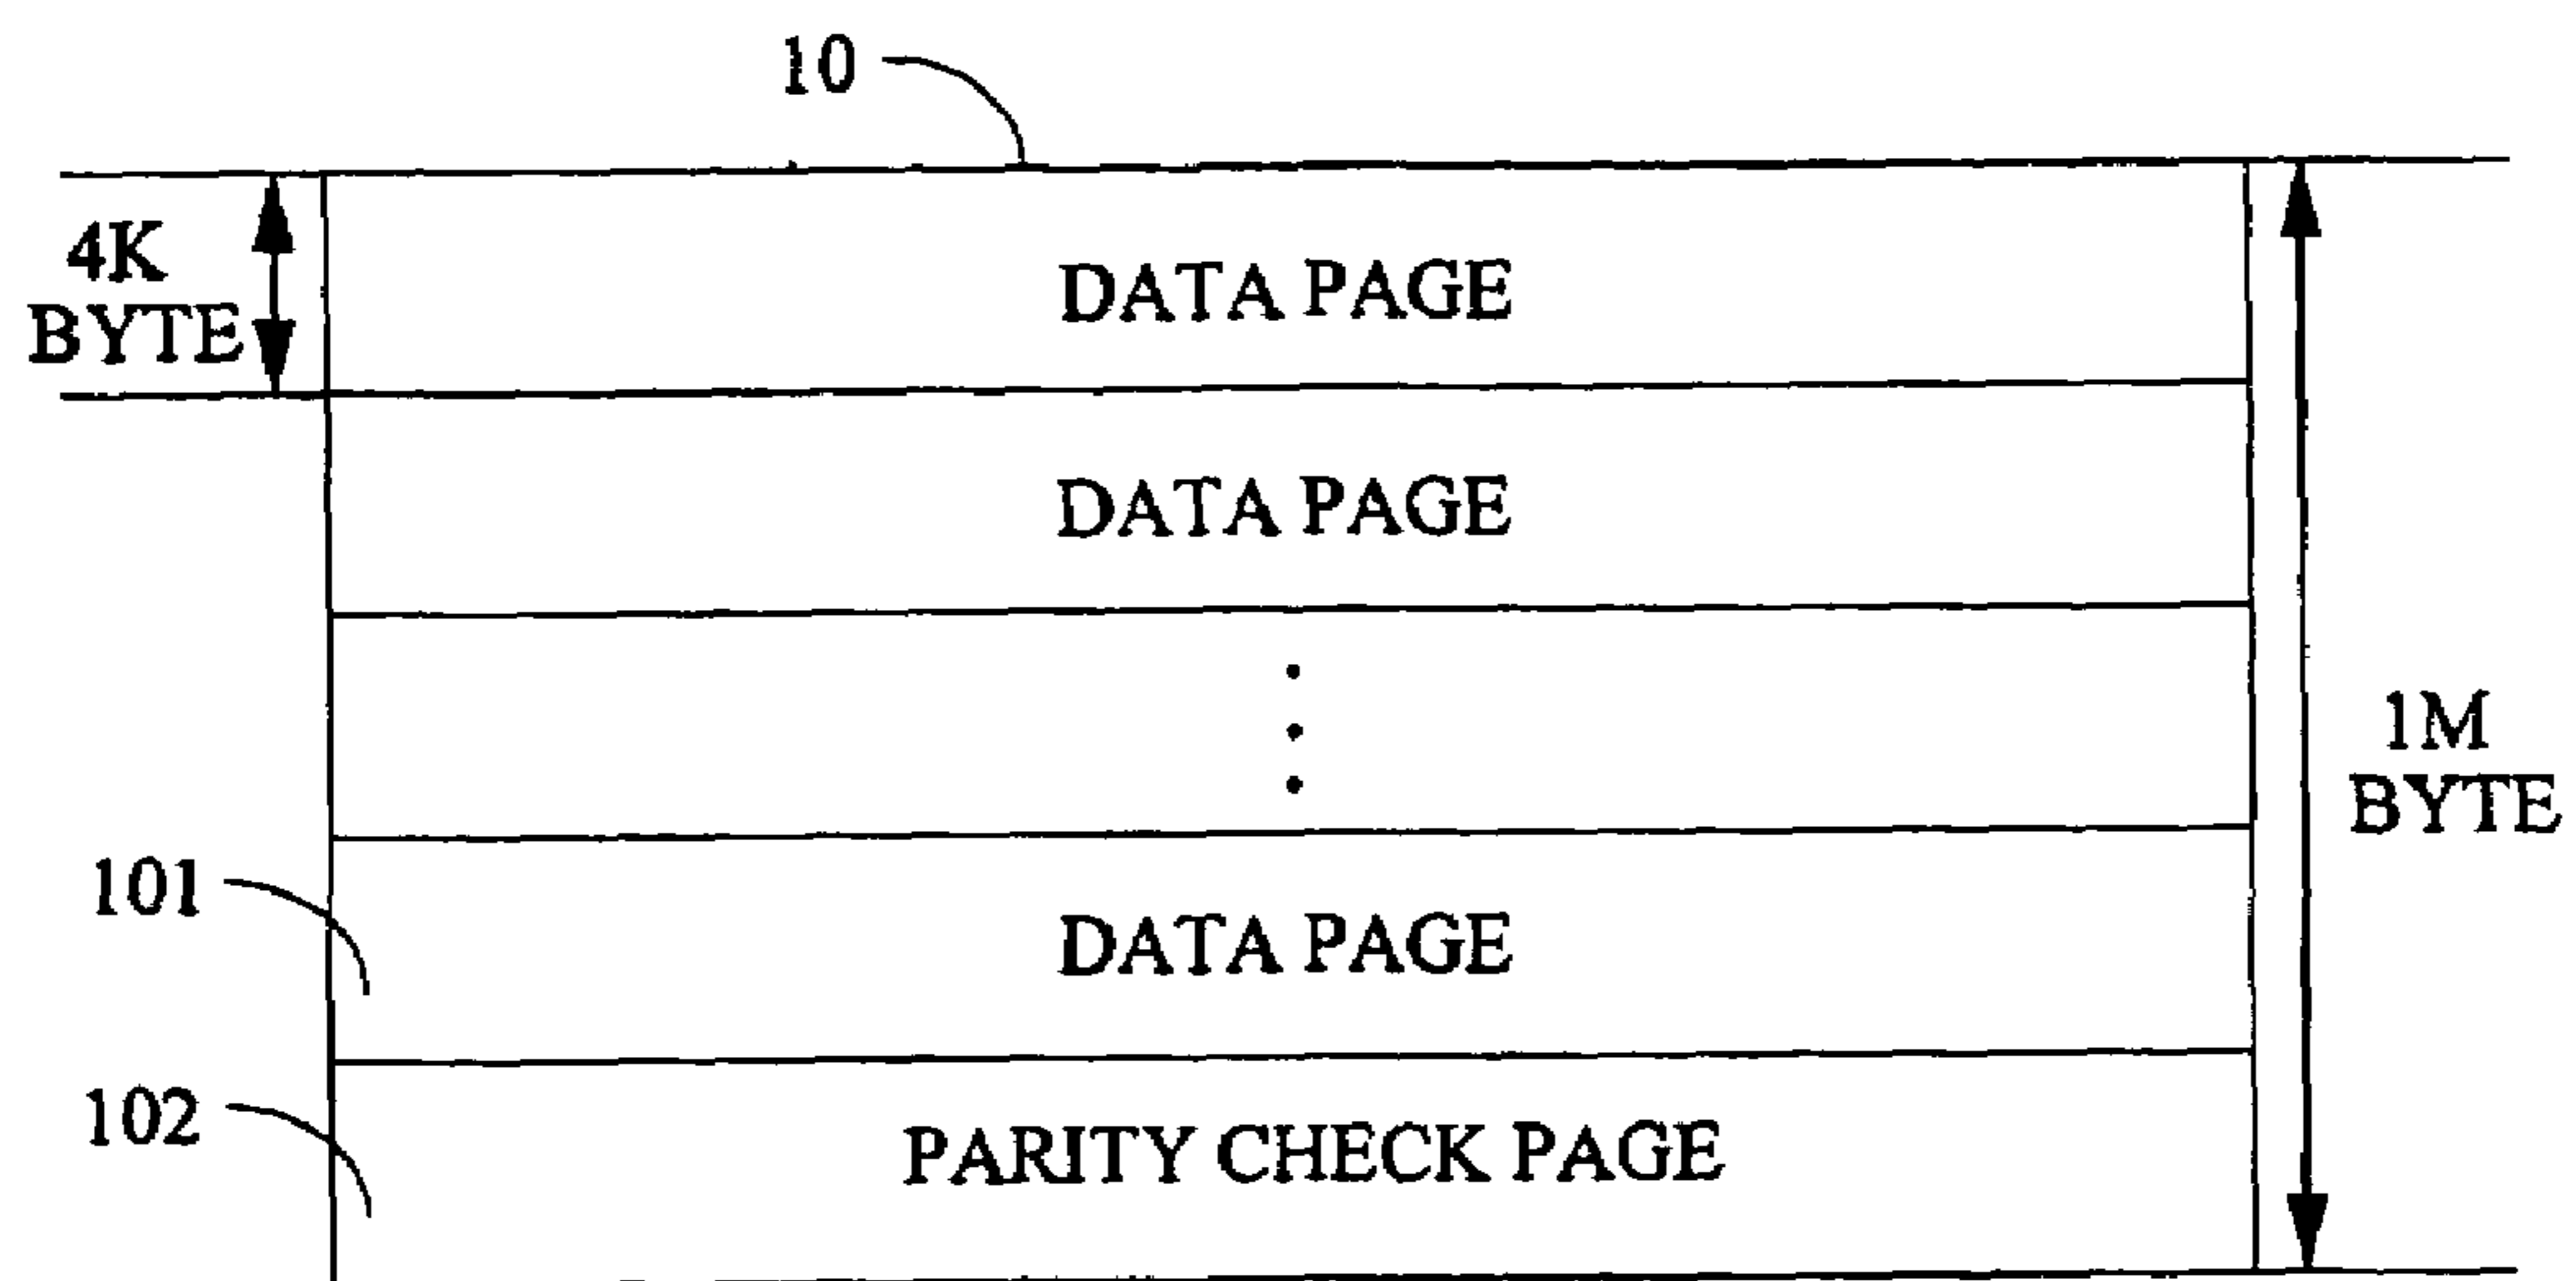 10
4K
BYTE
DATA PAGE
DATA PAGE
1M
BYTE
101
DATA PAGE
102
PARITY CHECK PAGE